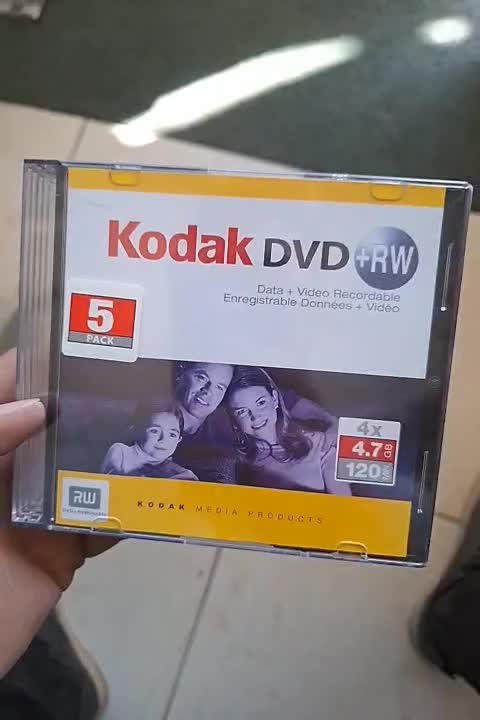 Kodak DVD+RW
Data + Video Recordable
Enregistrable Données + Vidéo
5
PACK
4x
4.7 GB
120 MIN
RW
KODAK MEDIA PRODUCTS